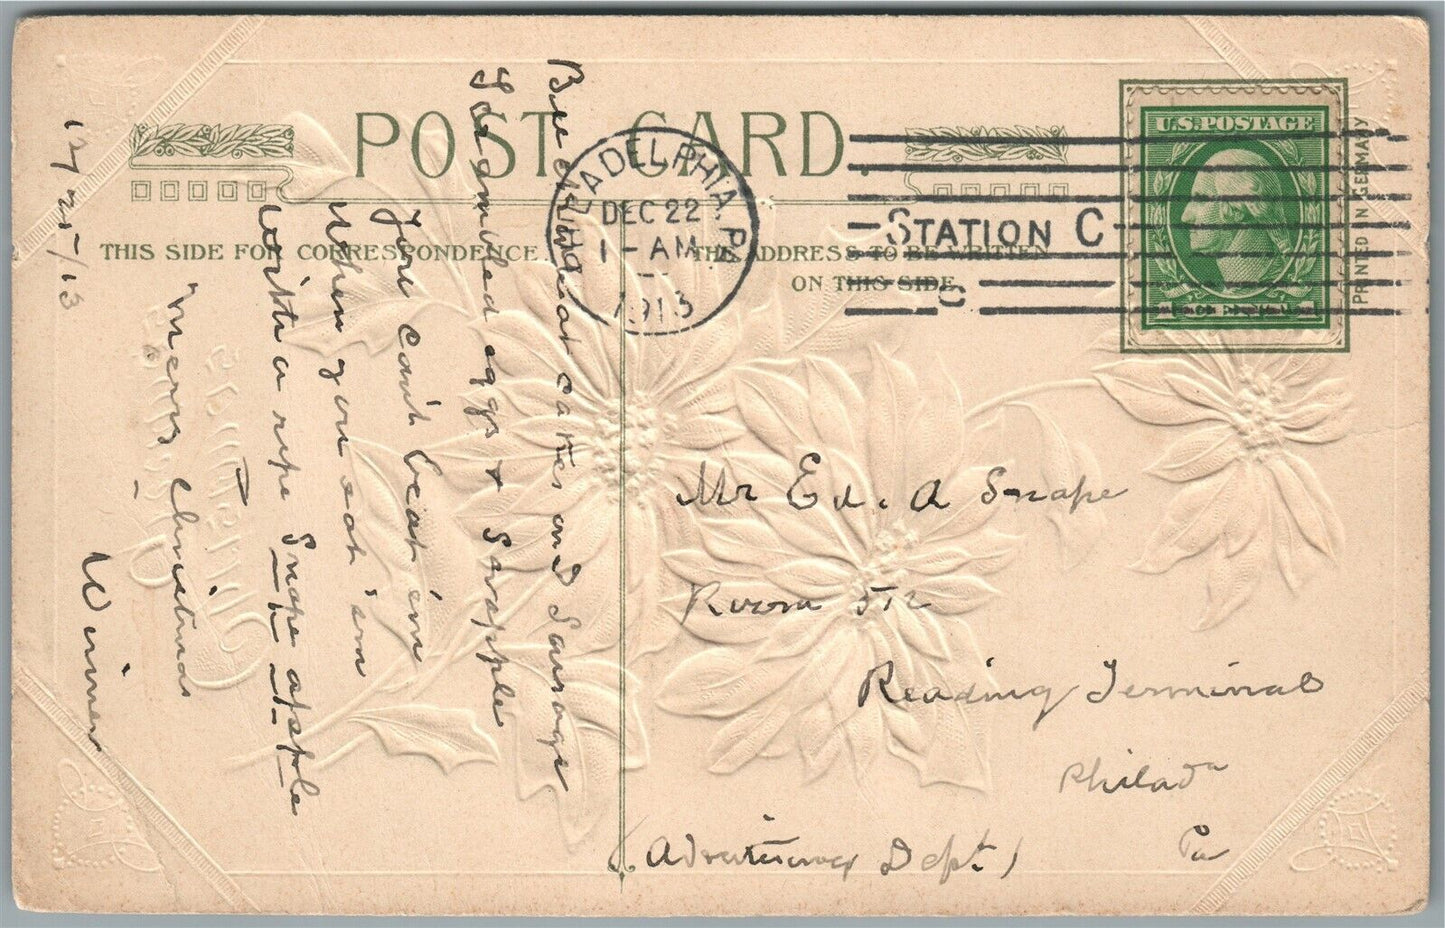 POST CARD
THIS SIDE FOR CORRESPONDENCE
THE ADDRESS TO BE WRITTEN
ON THIS SIDE
PHILADELPHIA, PA.
DEC 22
1 - AM
1913
STATION C
C
U.S. POSTAGE
PRINTED IN GERMANY
Buckwheat cakes and Sausage
Scrambled eggs & Scrapple
You can't beat 'em
When you eat 'em
With a ripe Snape apple
Merry Christmas
Winner
12/25/13
Mr Ed. A Snape
Room 512
Reading Terminal
Philada
Pa
(Advertising Dept)